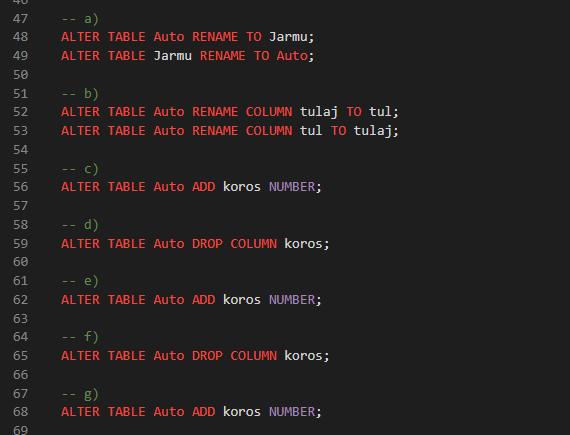 46
47 -- a)
48 ALTER TABLE Auto RENAME TO Jarmu;
49 ALTER TABLE Jarmu RENAME TO Auto;
50
51 -- b)
52 ALTER TABLE Auto RENAME COLUMN tulaj TO tul;
53 ALTER TABLE Auto RENAME COLUMN tul TO tulaj;
54
55 -- c)
56 ALTER TABLE Auto ADD koros NUMBER;
57
58 -- d)
59 ALTER TABLE Auto DROP COLUMN koros;
60
61 -- e)
62 ALTER TABLE Auto ADD koros NUMBER;
63
64 -- f)
65 ALTER TABLE Auto DROP COLUMN koros;
66
67 -- g)
68 ALTER TABLE Auto ADD koros NUMBER;
69